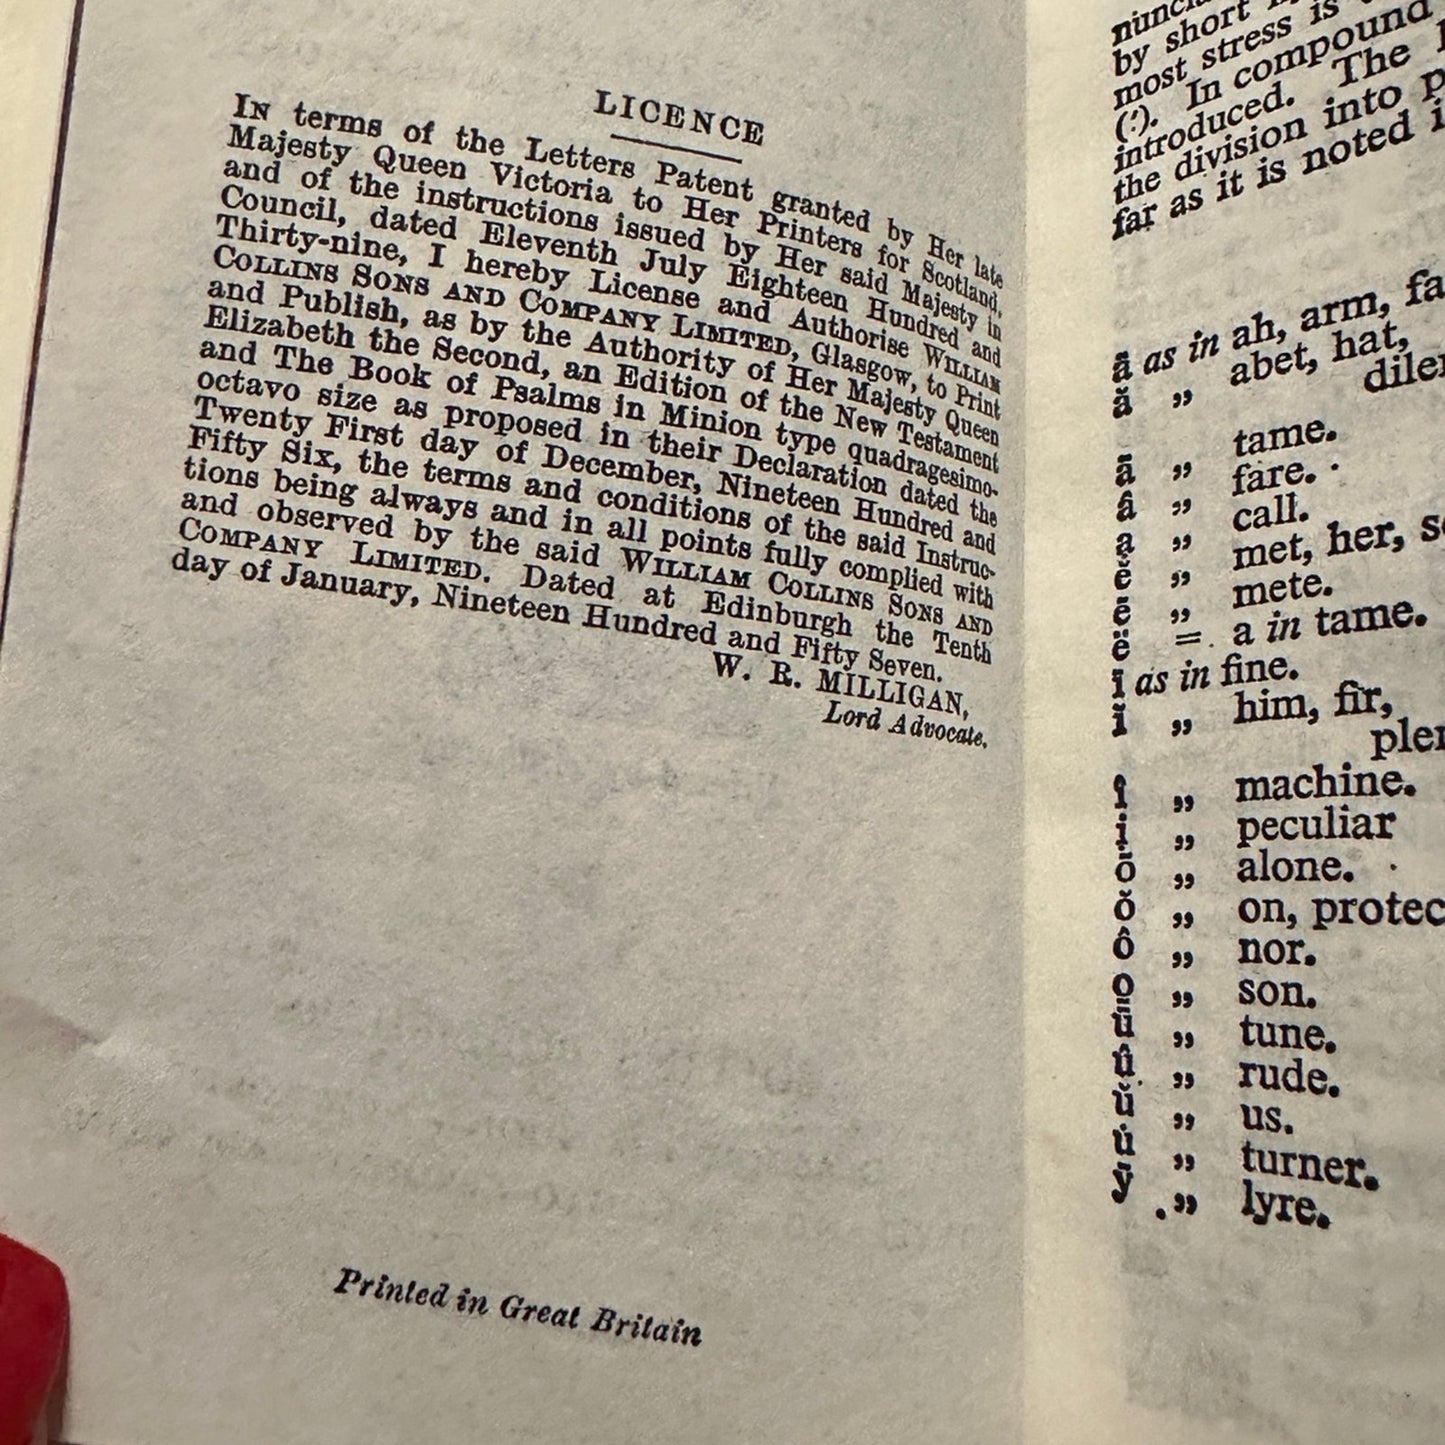 LICENCE
IN terms of the Letters Patent granted by Her late
Majesty Queen Victoria to Her Printers for Scotland,
and of the instructions issued by Her said Majesty in
Council, dated Eleventh July Eighteen Hundred and
Thirty-nine, I hereby License and Authorise WILLIAM
COLLINS SONS AND COMPANY LIMITED, Glasgow, to Print
and Publish, as by the Authority of Her Majesty Queen
Elizabeth the Second, an Edition of the New Testament
and The Book of Psalms in Minion type quadragesimo-
octavo size as proposed in their Declaration dated the
Twenty First day of December, Nineteen Hundred and
Fifty Six, the terms and conditions of the said Instruc-
tions being always and in all points fully complied with
and observed by the said WILLIAM COLLINS SONS AND
COMPANY LIMITED. Dated at Edinburgh the Tenth
day of January, Nineteen Hundred and Fifty Seven.
W. R. MILLIGAN,
Lord Advocate.
Printed in Great Britain
by short
most stress is
(:). In compound
introduced. The
the division into
far as it is noted
ä as in ah, arm,
ă „ abet, hat,
ā „ tame.
â „ fare.
ạ „ call.
ĕ „ met, her,
ē „ mete.
ë = a in tame.
ī as in fine.
ĭ „ him, fir,
î „ machine.
i̤ „ peculiar
ō „ alone.
ŏ „ on,
ô „ nor.
o̤ „ son.
ū „ tune.
û „ rude.
ŭ „ us.
u̇ „ turner.
ȳ „ lyre.